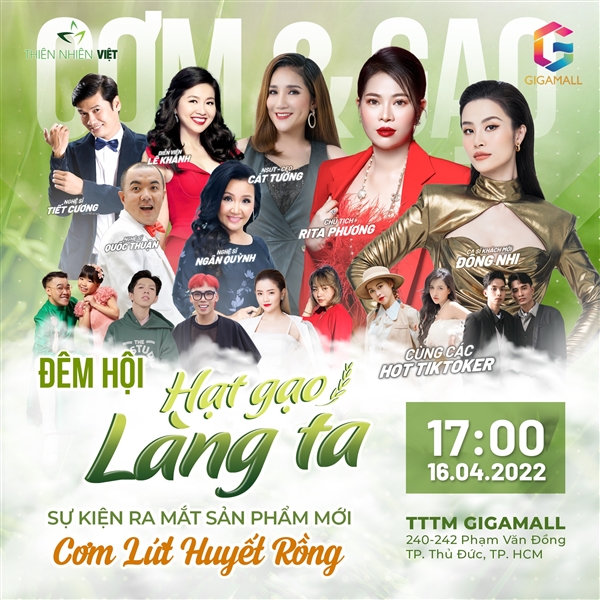 THIÊN NHIÊN VIỆT
CƠM & GẠO
GIGAMALL
NGHỆ SĨ
TIẾT CƯƠNG
DIỄN VIÊN
LÊ KHÁNH
NSƯT - CEO
CÁT TƯỜNG
CHỦ TỊCH
RITA PHƯƠNG
CA SĨ KHÁCH MỜI
ĐÔNG NHI
NGHỆ SĨ
QUỐC THUẬN
NGHỆ SĨ
NGÂN QUỲNH
CÙNG CÁC
HOT TIKTOKER
ĐÊM HỘI
Hạt gạo
Làng ta
SỰ KIỆN RA MẮT SẢN PHẨM MỚI
Cơm Lứt Huyết Rồng
17:00
16.04.2022
TTTM GIGAMALL
240-242 Phạm Văn Đồng
TP. Thủ Đức, TP. HCM